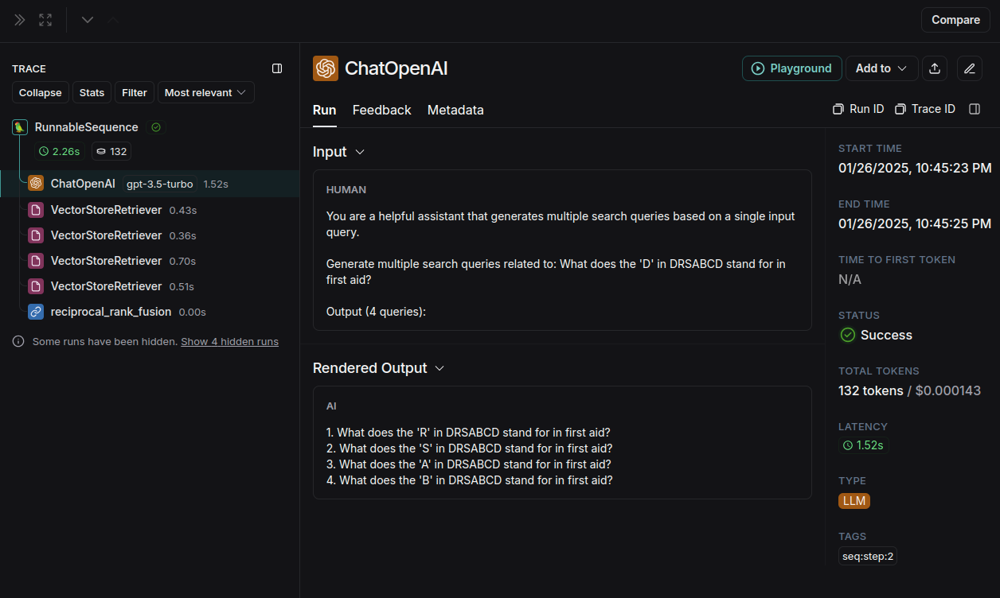 Compare
TRACE
Collapse Stats Filter Most relevant
RunnableSequence
2.26s 132
ChatOpenAI gpt-3.5-turbo 1.52s
VectorStoreRetriever 0.43s
VectorStoreRetriever 0.36s
VectorStoreRetriever 0.70s
VectorStoreRetriever 0.51s
reciprocal_rank_fusion 0.00s
Some runs have been hidden. Show 4 hidden runs
ChatOpenAI
Playground Add to
Run Feedback Metadata
Run ID Trace ID
Input
HUMAN
You are a helpful assistant that generates multiple search queries based on a single input
query.
Generate multiple search queries related to: What does the 'D' in DRSABCD stand for in
first aid?
Output (4 queries):
Rendered Output
AI
1. What does the 'R' in DRSABCD stand for in first aid?
2. What does the 'S' in DRSABCD stand for in first aid?
3. What does the 'A' in DRSABCD stand for in first aid?
4. What does the 'B' in DRSABCD stand for in first aid?
START TIME
01/26/2025, 10:45:23 PM
END TIME
01/26/2025, 10:45:25 PM
TIME TO FIRST TOKEN
N/A
STATUS
Success
TOTAL TOKENS
132 tokens / $0.000143
LATENCY
1.52s
TYPE
LLM
TAGS
seq:step:2